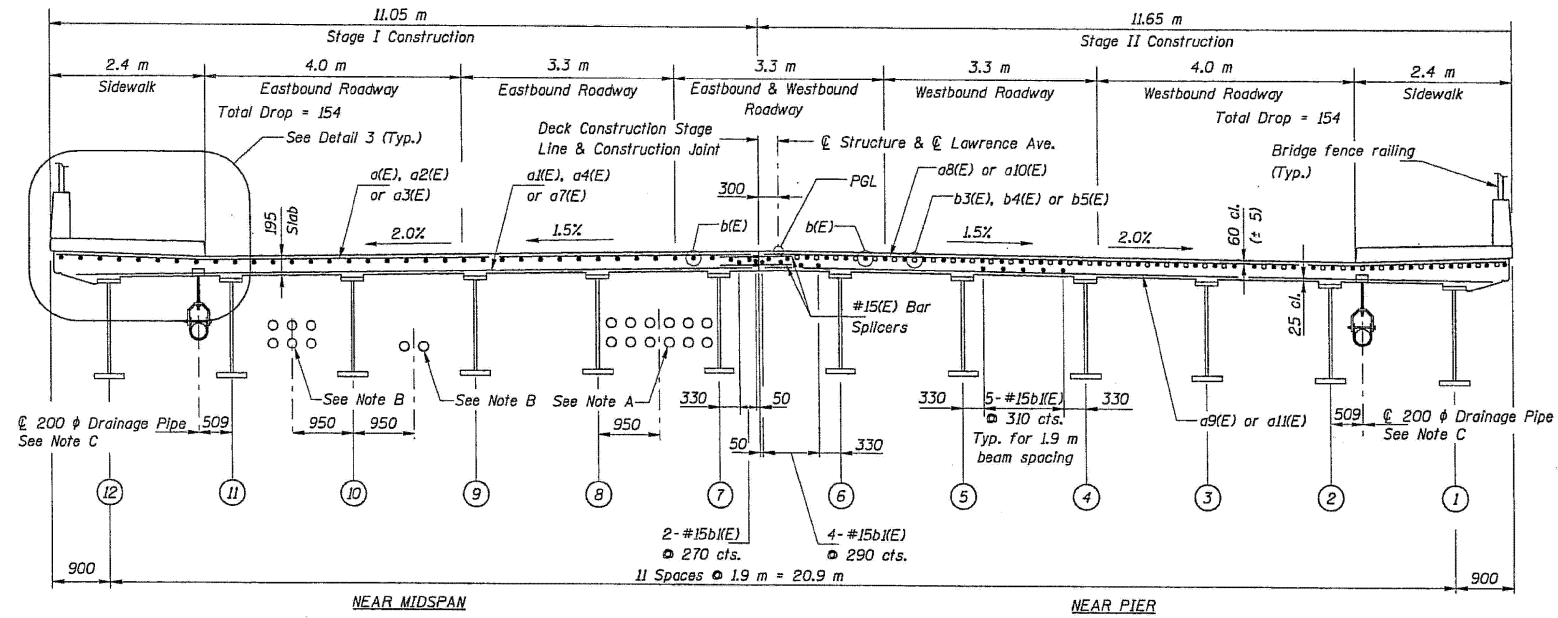 11.05 m
Stage I Construction
11.65 m
Stage II Construction
2.4 m
Sidewalk
4.0 m
Eastbound Roadway
3.3 m
Eastbound Roadway
3.3 m
Eastbound & Westbound
Roadway
3.3 m
Westbound Roadway
4.0 m
Westbound Roadway
2.4 m
Sidewalk
Total Drop = 154
See Detail 3 (Typ.)
Deck Construction Stage
Line & Construction Joint
℄ Structure & ℄ Lawrence Ave.
Total Drop = 154
Bridge fence railing
(Typ.)
a(E), a2(E)
or a3(E)
a1(E), a4(E)
or a7(E)
300
PGL
a8(E) or a10(E)
b3(E), b4(E) or b5(E)
195
Slab
2.0%
1.5%
b(E)
b(E)
1.5%
2.0%
60 cl.
(± 5)
#15(E) Bar
Splicers
25 cl.
See Note B
See Note B
See Note A
330
50
330
5-#15b1(E)
@ 310 cts.
Typ. for 1.9 m
beam spacing
330
a9(E) or a11(E)
℄ 200 ϕ Drainage Pipe
See Note C
509
950
950
950
50
330
509
℄ 200 ϕ Drainage Pipe
See Note C
12
11
10
9
8
7
6
5
4
3
2
1
2-#15b1(E)
@ 270 cts.
4-#15b1(E)
@ 290 cts.
900
11 Spaces @ 1.9 m = 20.9 m
900
NEAR MIDSPAN
NEAR PIER